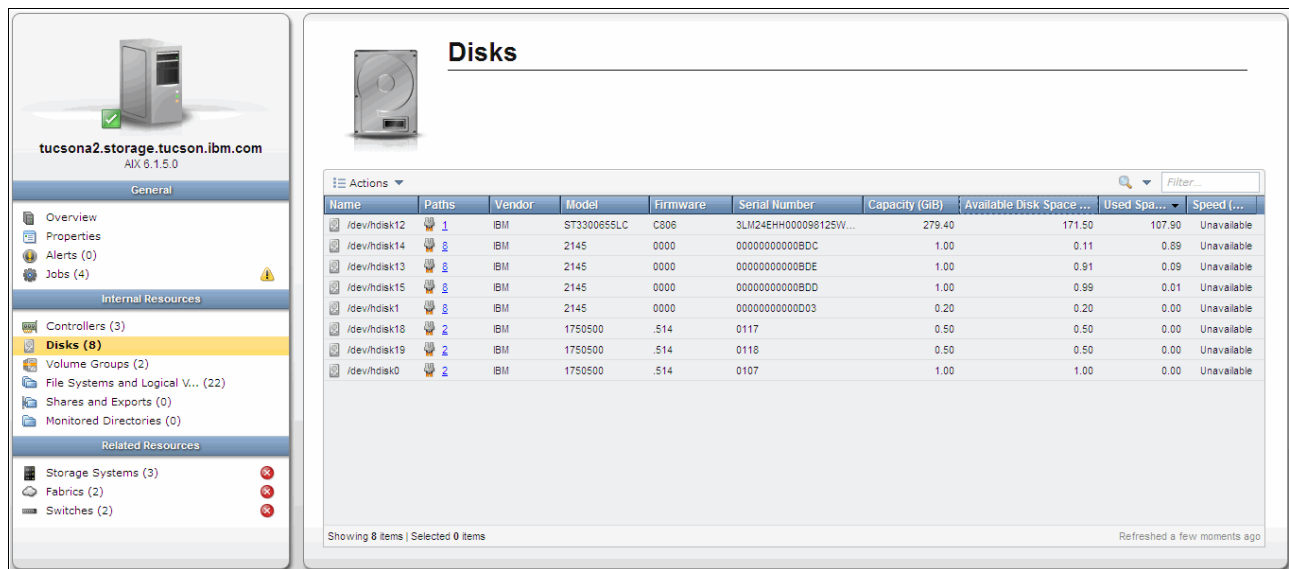 tucsona2.storage.tucson.ibm.com
AIX 6.1.5.0
General
Overview
Properties
Alerts (0)
Jobs (4)
Internal Resources
Controllers (3)
Disks (8)
Volume Groups (2)
File Systems and Logical V... (22)
Shares and Exports (0)
Monitored Directories (0)
Related Resources
Storage Systems (3)
Fabrics (2)
Switches (2)
Disks
Actions Filter...
Name Paths Vendor Model Firmware Serial Number Capacity (GiB) Available Disk Space ... Used Spa... Speed (...
/dev/hdisk12 1 IBM ST3300655LC C806 3LM24EHH000098125W... 279.40 171.50 107.90 Unavailable
/dev/hdisk14 8 IBM 2145 0000 00000000000BDC 1.00 0.11 0.89 Unavailable
/dev/hdisk13 8 IBM 2145 0000 00000000000BDE 1.00 0.91 0.09 Unavailable
/dev/hdisk15 8 IBM 2145 0000 00000000000BDD 1.00 0.99 0.01 Unavailable
/dev/hdisk1 8 IBM 2145 0000 00000000000D03 0.20 0.20 0.00 Unavailable
/dev/hdisk18 2 IBM 1750500 .514 0117 0.50 0.50 0.00 Unavailable
/dev/hdisk19 2 IBM 1750500 .514 0118 0.50 0.50 0.00 Unavailable
/dev/hdisk0 2 IBM 1750500 .514 0107 1.00 1.00 0.00 Unavailable
Showing 8 items | Selected 0 items Refreshed a few moments ago